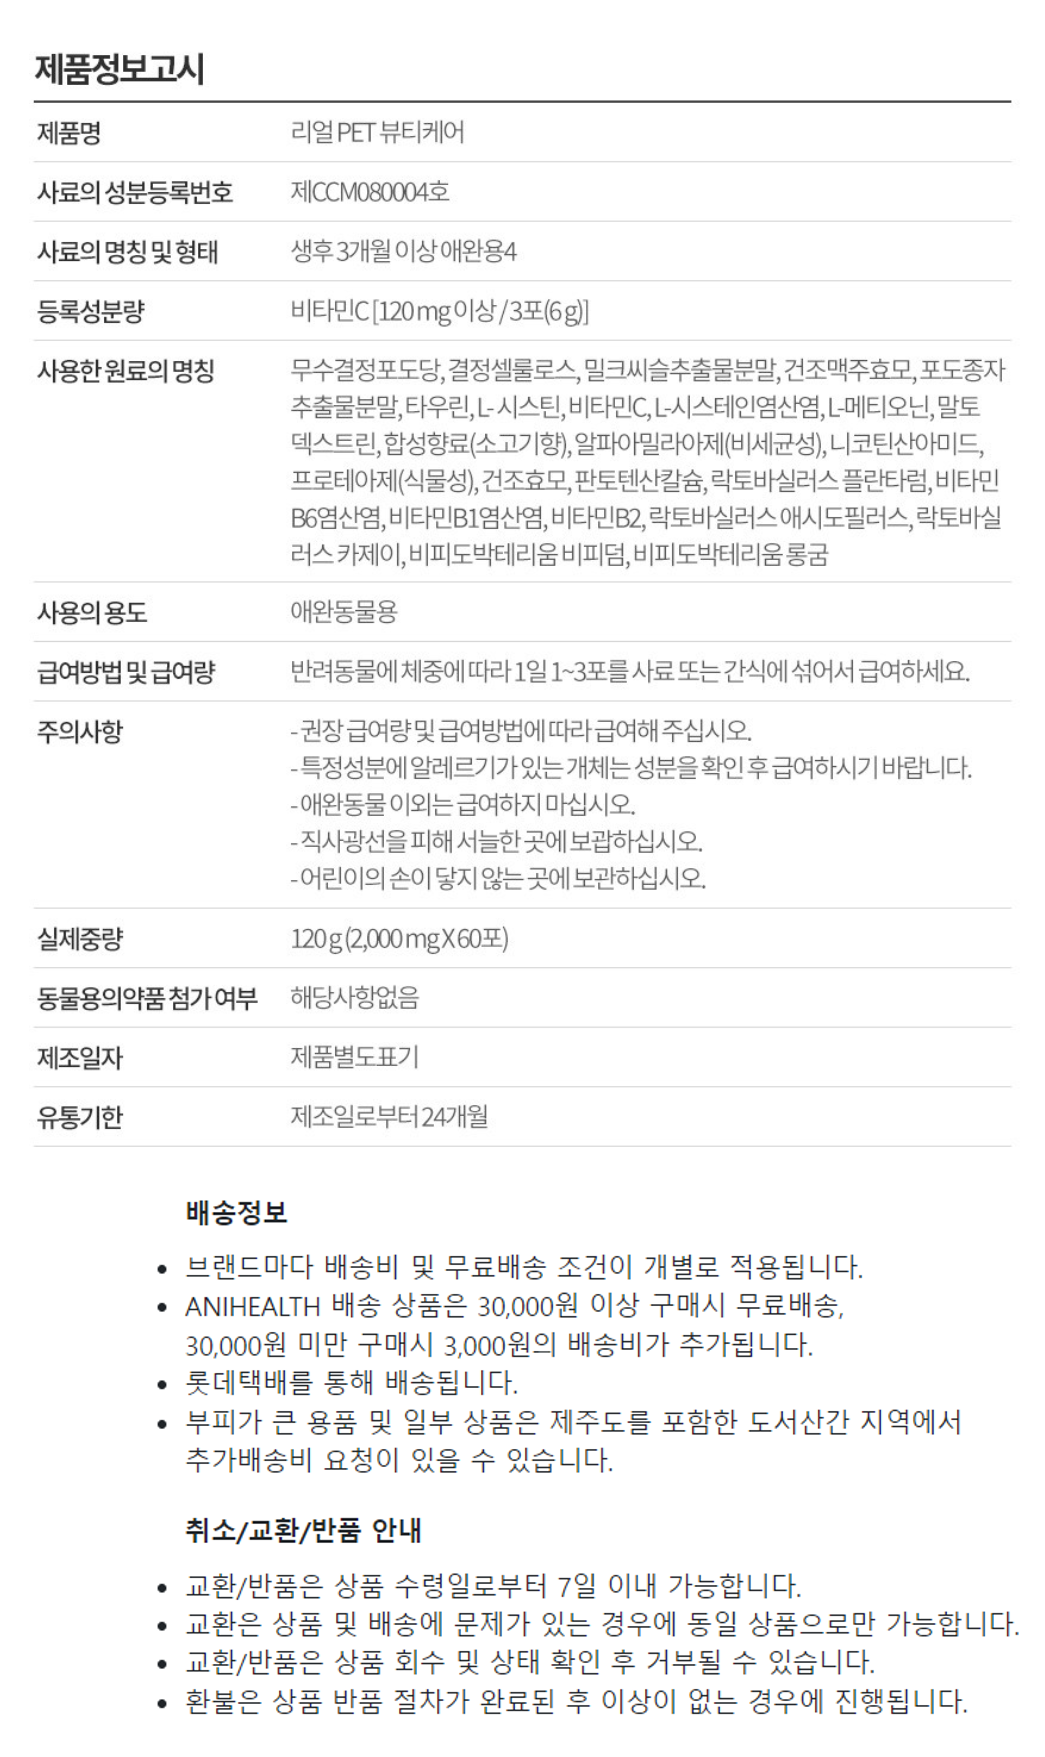 제품정보고시
제품명 리얼 PET 뷰티케어
사료의 성분등록번호 제CCM080004호
사료의 명칭 및 형태 생후 3개월 이상 애완용4
등록성분량 비타민C [120 mg 이상 / 3포(6 g)]
사용한 원료의 명칭 무수결정포도당, 결정셀룰로스, 밀크씨슬추출물분말, 건조맥주효모, 포도종자
추출물분말, 타우린, L- 시스틴, 비타민C, L-시스테인염산염, L-메티오닌, 말토
덱스트린, 합성향료(소고기향), 알파아밀라아제(비세균성), 니코틴산아미드,
프로테아제(식물성), 건조효모, 판토텐산칼슘, 락토바실러스 플란타럼, 비타민
B6염산염, 비타민B1염산염, 비타민B2, 락토바실러스 애시도필러스, 락토바실
러스 카제이, 비피도박테리움 비피덤, 비피도박테리움 롱굼
사용의 용도 애완동물용
급여방법 및 급여량 반려동물에 체중에 따라 1일 1~3포를 사료 또는 간식에 섞어서 급여하세요.
주의사항 - 권장 급여량 및 급여방법에 따라 급여해 주십시오.
- 특정성분에 알레르기가 있는 개체는 성분을 확인 후 급여하시기 바랍니다.
- 애완동물 이외는 급여하지 마십시오.
- 직사광선을 피해 서늘한 곳에 보괍하십시오.
- 어린이의 손이 닿지 않는 곳에 보관하십시오.
실제중량 120 g (2,000 mg X 60포)
동물용의약품 첨가 여부 해당사항없음
제조일자 제품별도표기
유통기한 제조일로부터 24개월
배송정보
• 브랜드마다 배송비 및 무료배송 조건이 개별로 적용됩니다.
• ANIHEALTH 배송 상품은 30,000원 이상 구매시 무료배송,
30,000원 미만 구매시 3,000원의 배송비가 추가됩니다.
• 롯데택배를 통해 배송됩니다.
• 부피가 큰 용품 및 일부 상품은 제주도를 포함한 도서산간 지역에서
추가배송비 요청이 있을 수 있습니다.
취소/교환/반품 안내
• 교환/반품은 상품 수령일로부터 7일 이내 가능합니다.
• 교환은 상품 및 배송에 문제가 있는 경우에 동일 상품으로만 가능합니다.
• 교환/반품은 상품 회수 및 상태 확인 후 거부될 수 있습니다.
• 환불은 상품 반품 절차가 완료된 후 이상이 없는 경우에 진행됩니다.